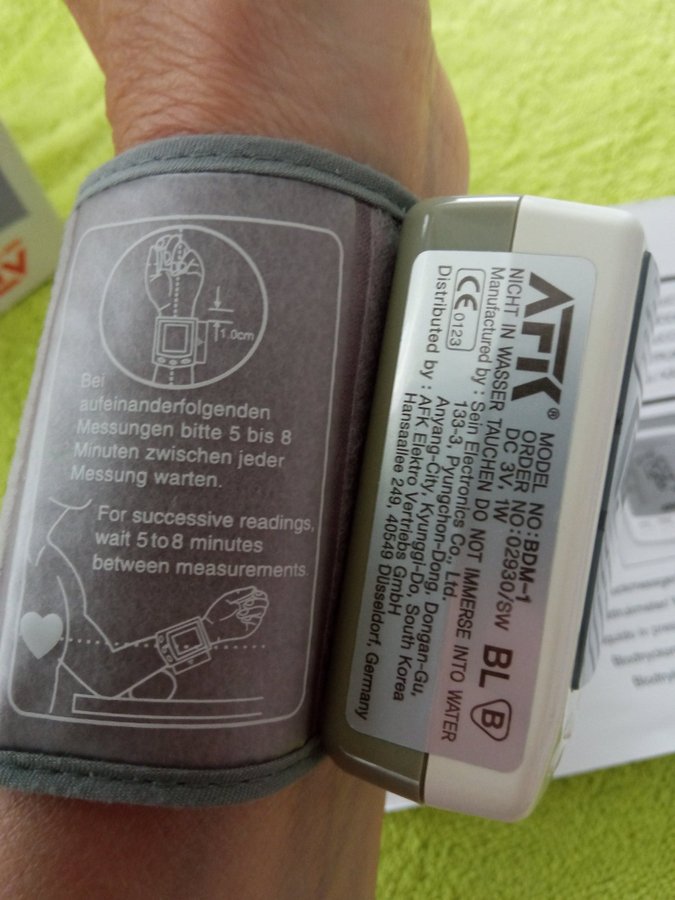 1.0cm
Bei
aufeinanderfolgenden
Messungen bitte 5 bis 8
Minuten zwischen jeder
Messung warten.
For successive readings,
wait 5 to 8 minutes
between measurements.
AFK®
MODEL NO:BDM-1
ORDER NO:02930/SW
DC 3V, 1W
BL B
NICHT IN WASSER TAUCHEN DO NOT IMMERSE INTO WATER
Manufactured by : Sein Electronics Co., Ltd.
133-3, Pyungchon-Dong, Dongan-Gu,
Anyang-City, Kyunggi-Do, South Korea
CE 0123
Distributed by : AFK Elektro Vertriebs GmbH
Hansaallee 249, 40549 Düsseldorf, Germany